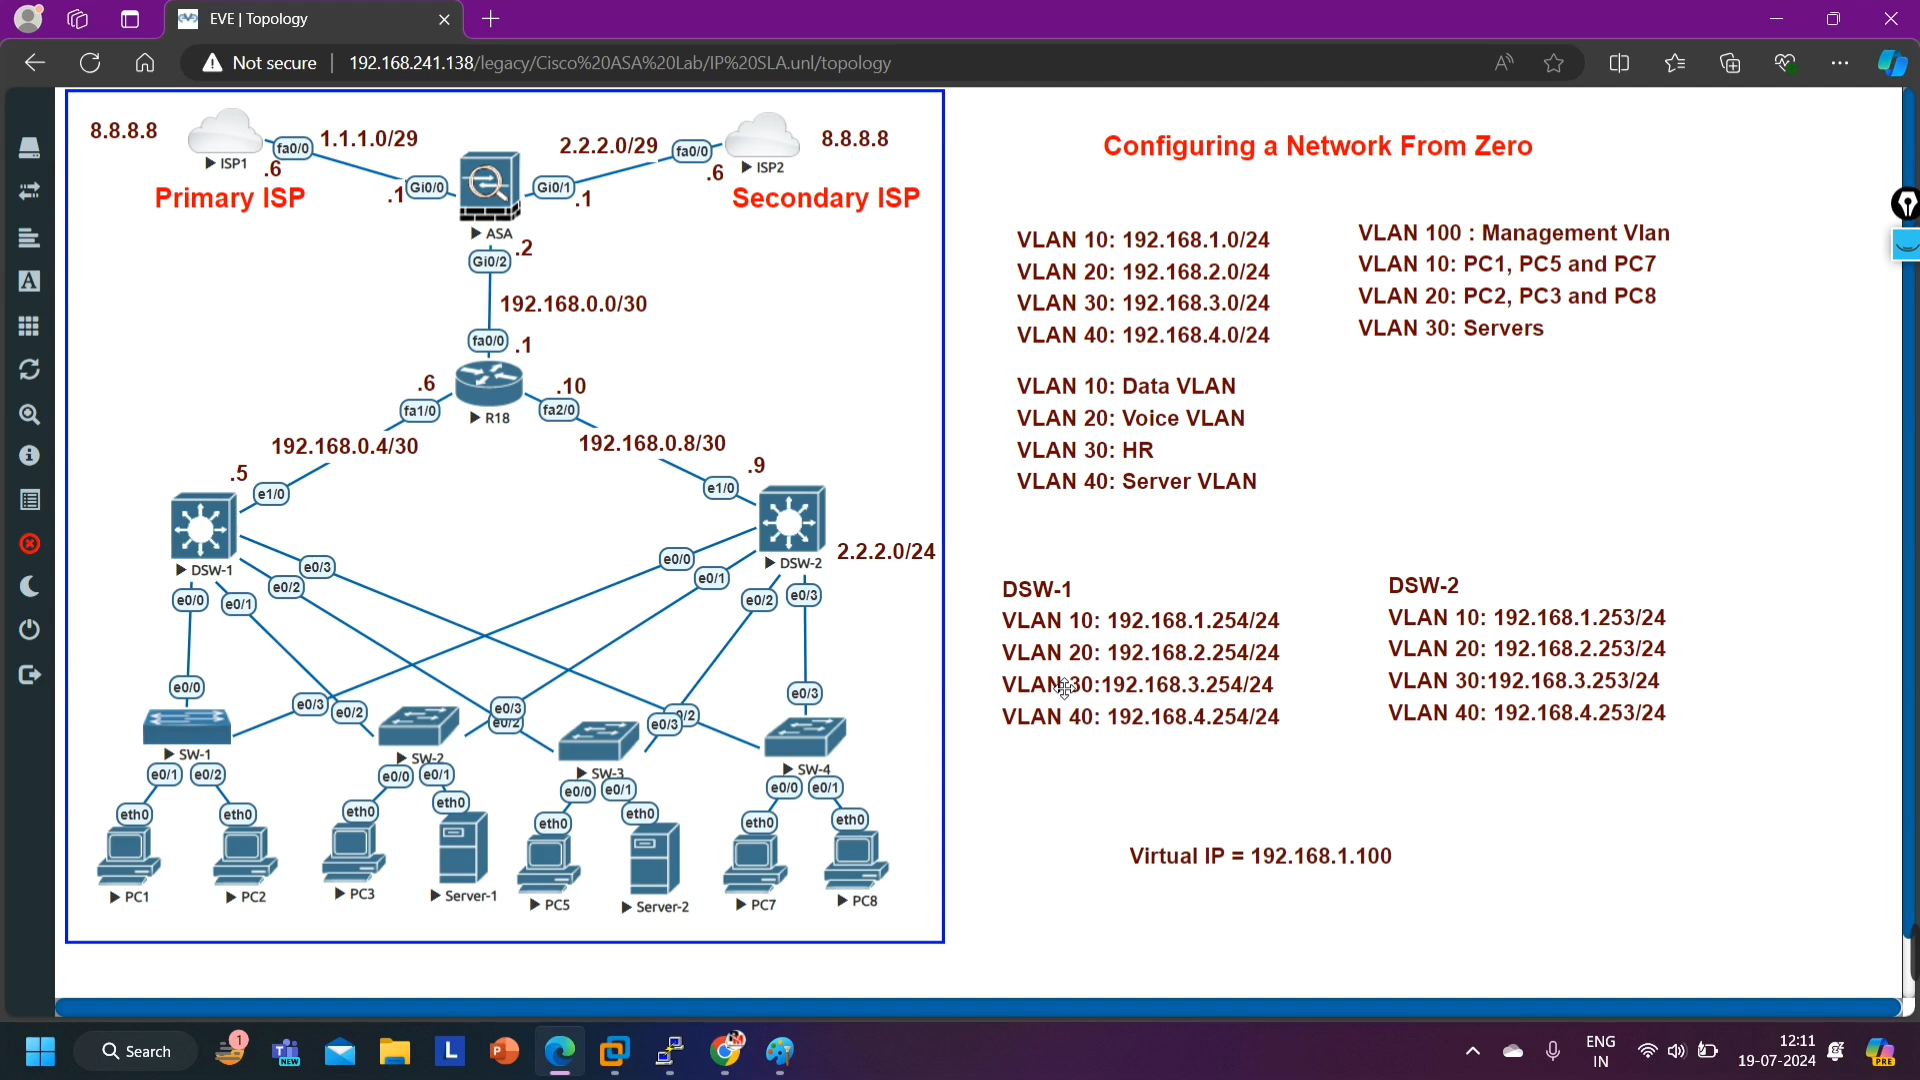 EVE | Topology
Not secure
192.168.241.138/legacy/Cisco%20ASA%20Lab/IP%20SLA.unl/topology
8.8.8.8
ISP1
fa0/0
1.1.1.0/29
.6
Primary ISP
2.2.2.0/29
fa0/0
.6
ISP2
8.8.8.8
Secondary ISP
.1
Gi0/0
Gi0/1
.1
ASA
.2
Gi0/2
192.168.0.0/30
fa0/0
.1
.6
.10
fa1/0
fa2/0
R18
192.168.0.4/30
192.168.0.8/30
.5
.9
e1/0
e1/0
DSW-1
DSW-2
2.2.2.0/24
e0/0
e0/1
e0/2
e0/3
e0/0
e0/1
e0/2
e0/3
e0/0
e0/3
e0/2
e0/3
e0/2
e0/3
0/2
e0/3
SW-1
SW-2
SW-3
SW-4
e0/1
e0/2
e0/0
e0/1
e0/0
e0/1
e0/0
e0/1
eth0
eth0
eth0
eth0
eth0
eth0
eth0
eth0
PC1
PC2
PC3
Server-1
PC5
Server-2
PC7
PC8
Configuring a Network From Zero
VLAN 10: 192.168.1.0/24
VLAN 20: 192.168.2.0/24
VLAN 30: 192.168.3.0/24
VLAN 40: 192.168.4.0/24
VLAN 100 : Management Vlan
VLAN 10: PC1, PC5 and PC7
VLAN 20: PC2, PC3 and PC8
VLAN 30: Servers
VLAN 10: Data VLAN
VLAN 20: Voice VLAN
VLAN 30: HR
VLAN 40: Server VLAN
DSW-1
VLAN 10: 192.168.1.254/24
VLAN 20: 192.168.2.254/24
VLAN 30:192.168.3.254/24
VLAN 40: 192.168.4.254/24
DSW-2
VLAN 10: 192.168.1.253/24
VLAN 20: 192.168.2.253/24
VLAN 30:192.168.3.253/24
VLAN 40: 192.168.4.253/24
Virtual IP = 192.168.1.100
Search
1
NEW
L
P
ENG
IN
12:11
19-07-2024
PRE